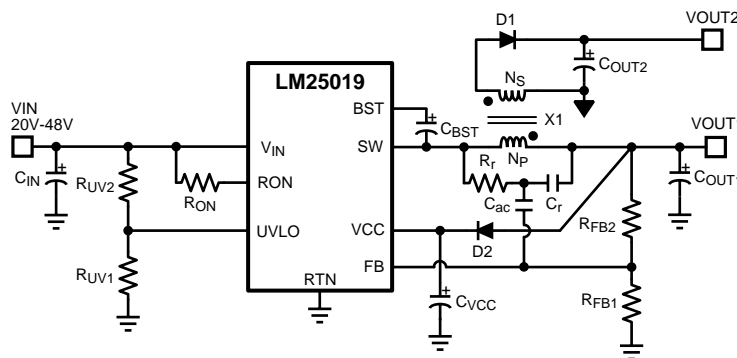 D1
VOUT2
+
COUT2
NS
LM25019
BST
+
CBST
X1
VIN
20V-48V
VIN
SW
NP
VOUT1
+
CIN
RUV2
RON
RON
Rr
Cr
Cac
+
COUT1
UVLO
VCC
D2
RFB2
FB
RUV1
RTN
+
CVCC
RFB1